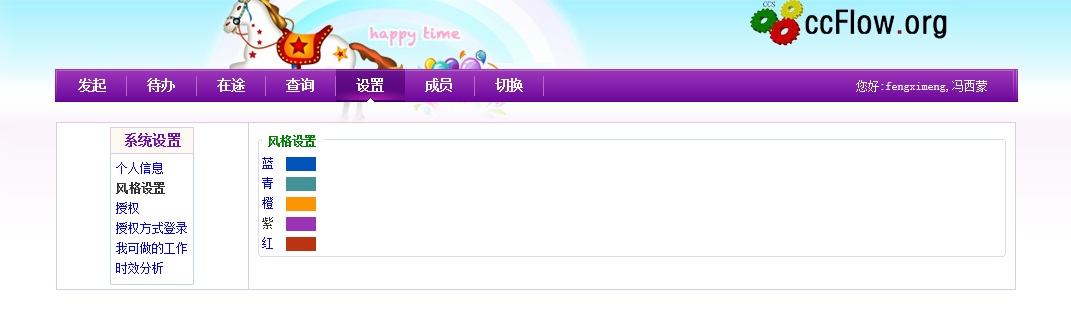 happy time
CCS
ccFlow.org
发起 待办 在途 查询 设置 成员 切换 您好:fengximeng,冯西蒙
系统设置
个人信息
风格设置
授权
授权方式登录
我可做的工作
时效分析
风格设置
蓝
青
橙
紫
红